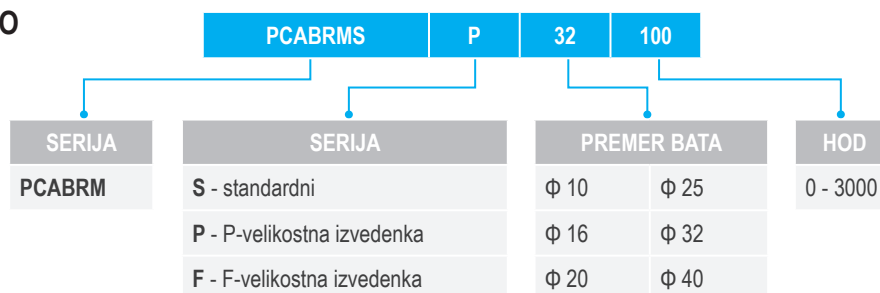 O
PCABRMS P 32 100
SERIJA SERIJA PREMER BATA HOD
PCABRM S - standardni Φ 10 Φ 25 0 - 3000
P - P-velikostna izvedenka Φ 16 Φ 32
F - F-velikostna izvedenka Φ 20 Φ 40